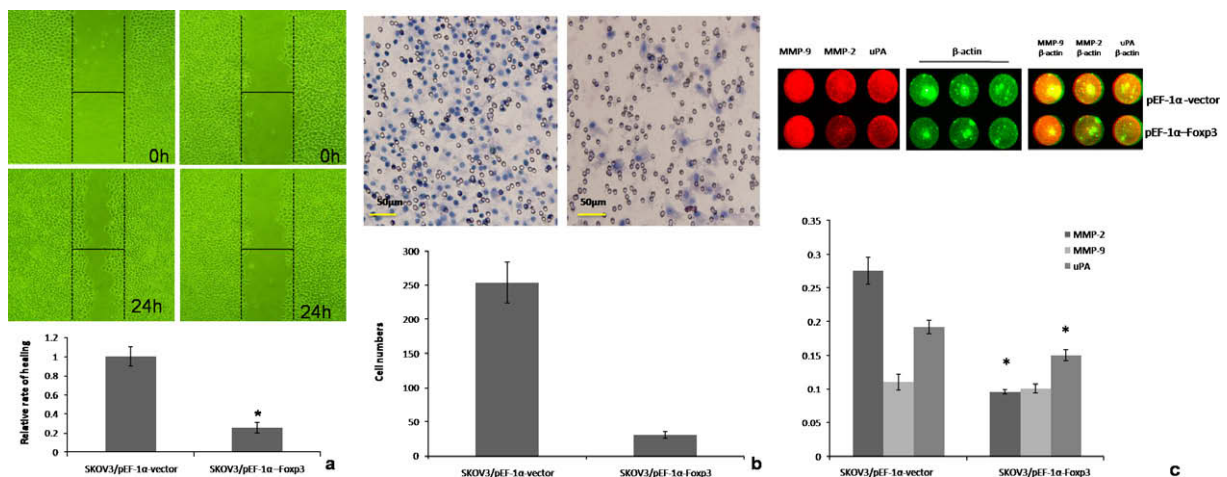 0h
0h
24h
24h
Relative rate of healing
1.2
1
0.8
0.6
0.4
0.2
0
*
SKOV3/pEF-1α-vector
SKOV3/pEF-1α-Foxp3
a
50μm
50μm
Cell numbers
300
250
200
150
100
50
0
SKOV3/pEF-1α-vector
SKOV3/pEF-1α-Foxp3
b
MMP-9 MMP-2 uPA
β-actin
MMP-9 MMP-2 uPA
β-actin β-actin β-actin
pEF-1α-vector
pEF-1α-Foxp3
0.35
0.3
0.25
0.2
0.15
0.1
0.05
0
MMP-2
MMP-9
uPA
*
*
SKOV3/pEF-1α-vector
SKOV3/pEF-1α-Foxp3
c